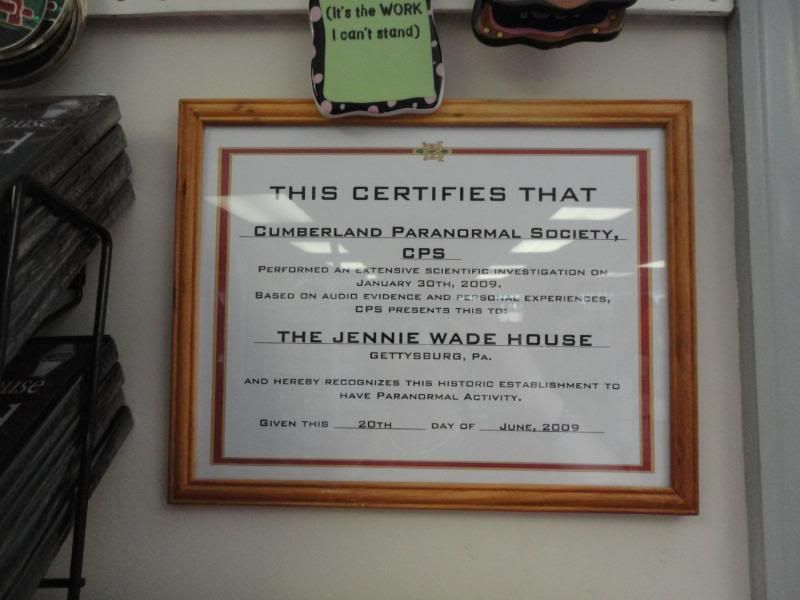 (It's the WORK
I can't stand)
THIS CERTIFIES THAT
CUMBERLAND PARANORMAL SOCIETY,
CPS
PERFORMED AN EXTENSIVE SCIENTIFIC INVESTIGATION ON
JANUARY 30TH, 2009.
BASED ON AUDIO EVIDENCE AND PERSONAL EXPERIENCES,
CPS PRESENTS THIS TO:
THE JENNIE WADE HOUSE
GETTYSBURG, PA.
AND HEREBY RECOGNIZES THIS HISTORIC ESTABLISHMENT TO
HAVE PARANORMAL ACTIVITY.
GIVEN THIS 20TH DAY OF JUNE, 2009